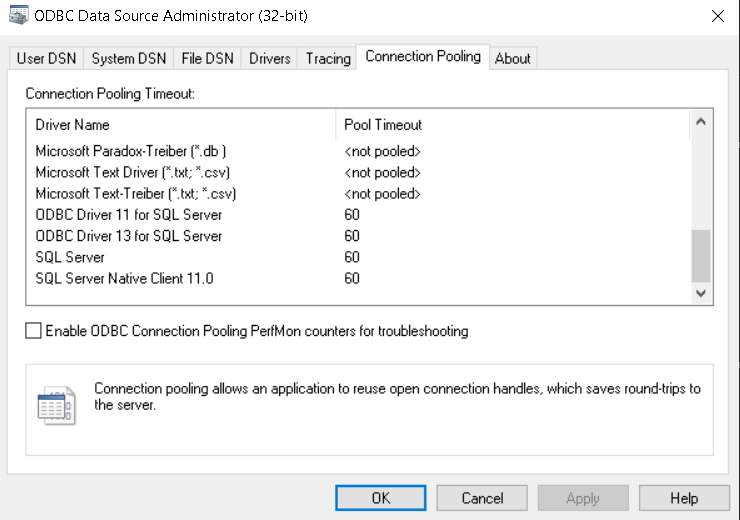 ODBC Data Source Administrator (32-bit)
User DSN System DSN File DSN Drivers Tracing Connection Pooling About
Connection Pooling Timeout:
Driver Name Pool Timeout
Microsoft Paradox-Treiber (*.db ) <not pooled>
Microsoft Text Driver (*.txt; *.csv) <not pooled>
Microsoft Text-Treiber (*.txt; *.csv) <not pooled>
ODBC Driver 11 for SQL Server 60
ODBC Driver 13 for SQL Server 60
SQL Server 60
SQL Server Native Client 11.0 60
Enable ODBC Connection Pooling PerfMon counters for troubleshooting
Connection pooling allows an application to reuse open connection handles, which saves round-trips to
the server.
OK Cancel Apply Help